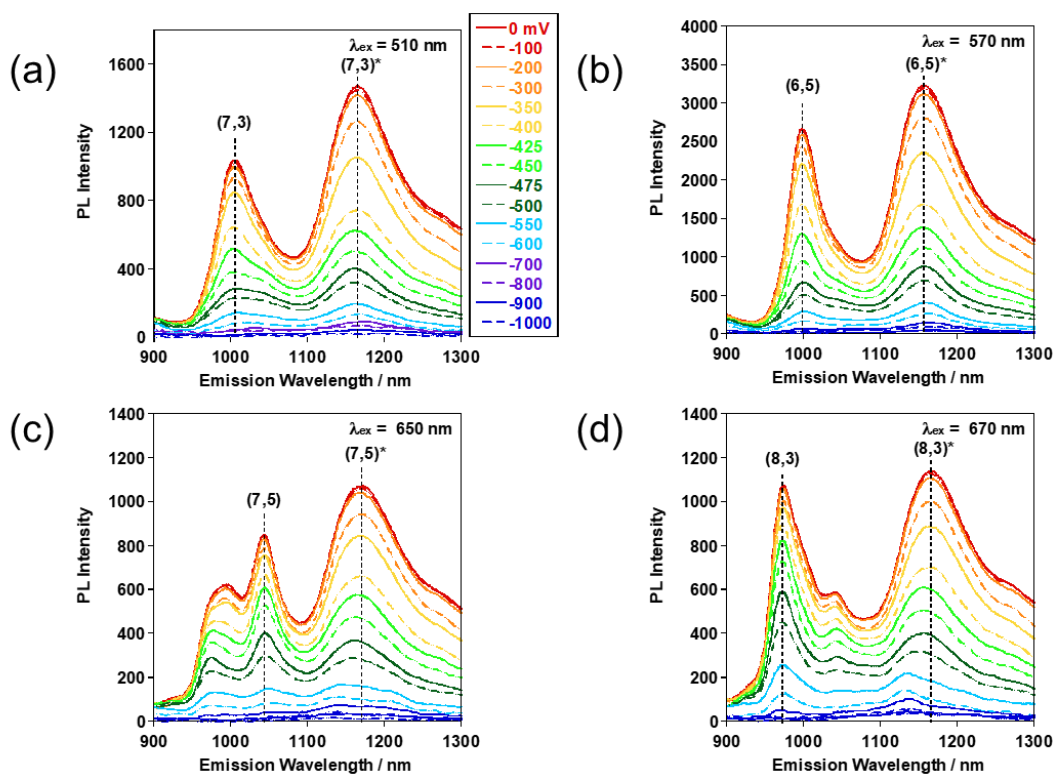 (a)
λex = 510 nm
(7,3)*
(7,3)
PL Intensity
1600
1200
800
400
0
900 1000 1100 1200 1300
Emission Wavelength / nm
0 mV
-100
-200
-300
-350
-400
-425
-450
-475
-500
-550
-600
-700
-800
-900
-1000
(b)
λex = 570 nm
(6,5)*
(6,5)
PL Intensity
4000
3500
3000
2500
2000
1500
1000
500
0
900 1000 1100 1200 1300
Emission Wavelength / nm
(c)
λex = 650 nm
(7,5)*
(7,5)
PL Intensity
1400
1200
1000
800
600
400
200
0
900 1000 1100 1200 1300
Emission Wavelength / nm
(d)
λex = 670 nm
(8,3)*
(8,3)
PL Intensity
1400
1200
1000
800
600
400
200
0
900 1000 1100 1200 1300
Emission Wavelength / nm